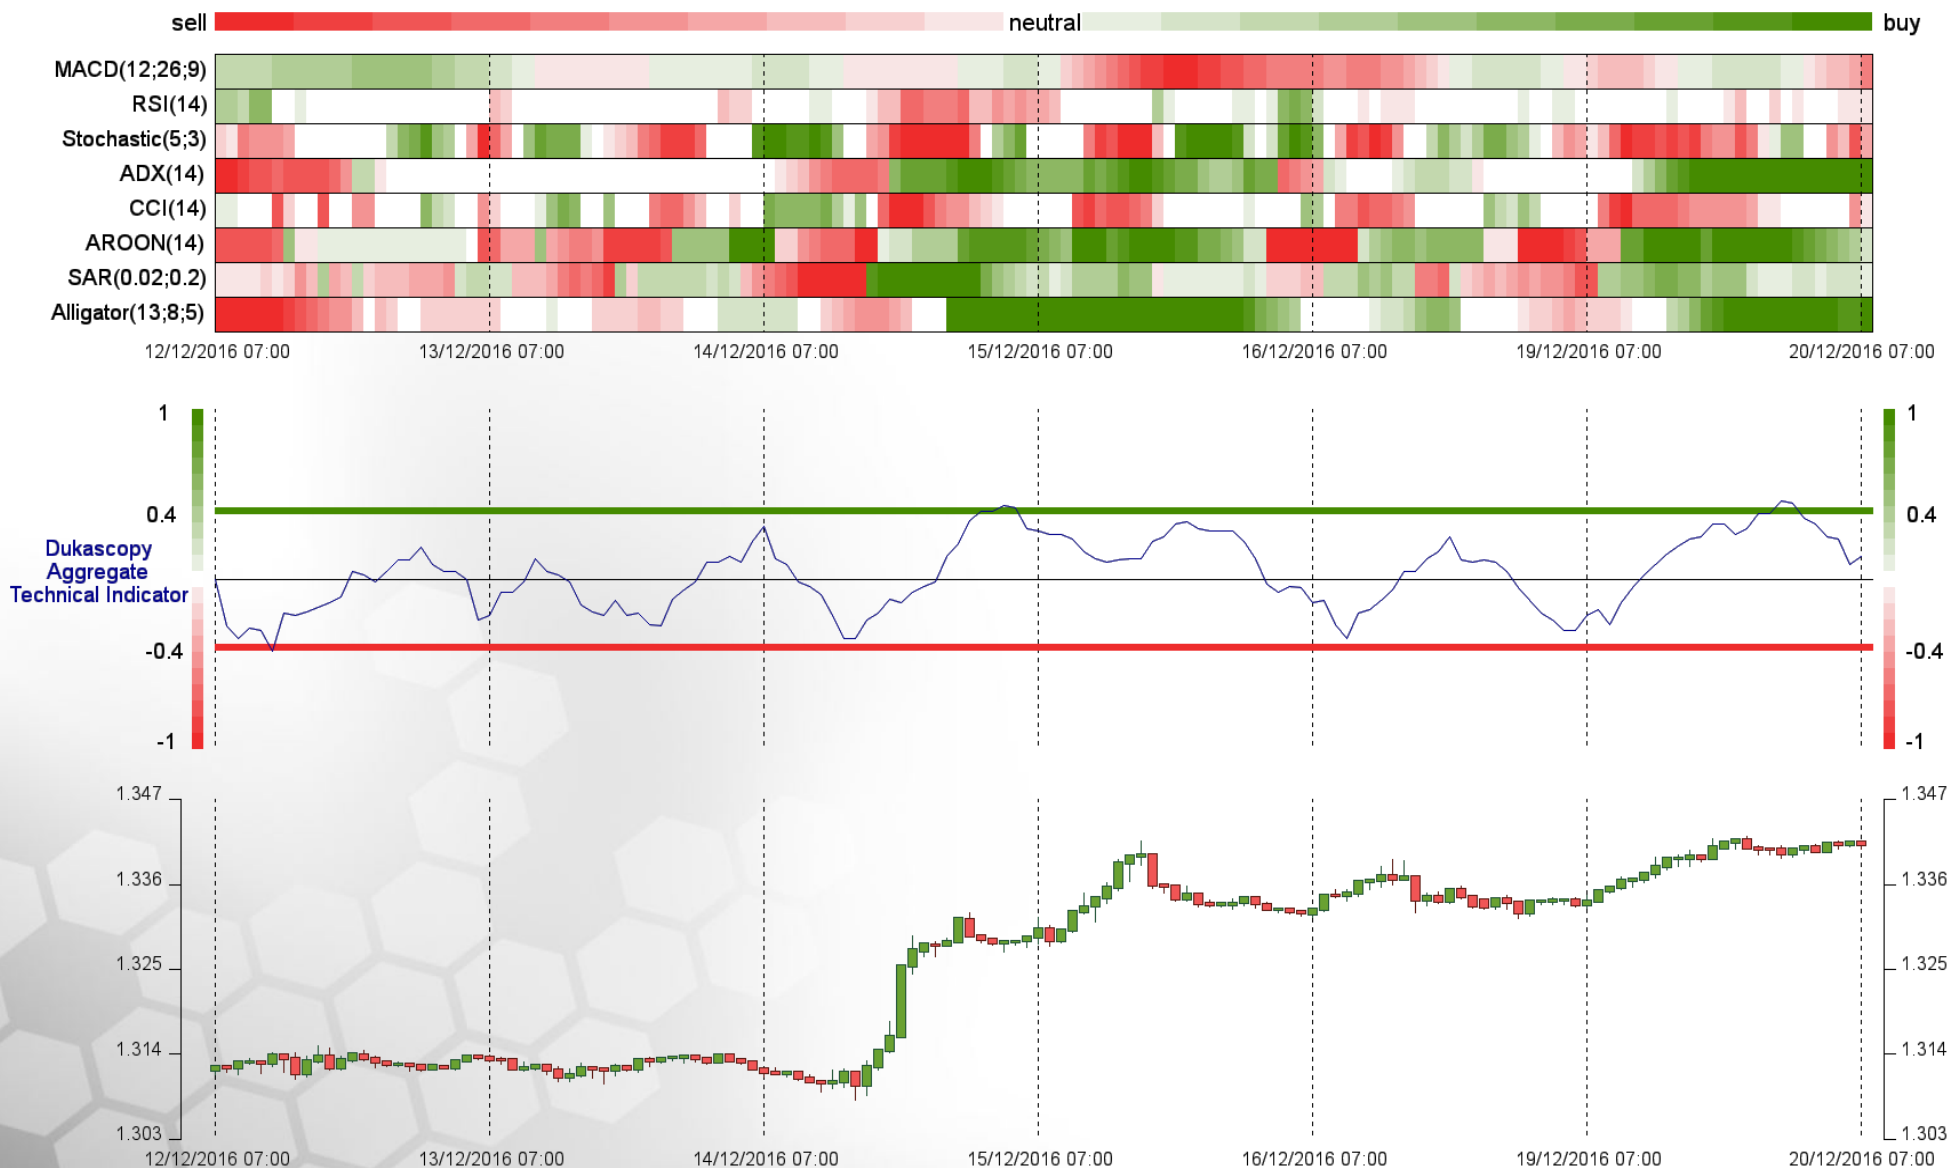 sell neutral buy
MACD(12;26;9)
RSI(14)
Stochastic(5;3)
ADX(14)
CCI(14)
AROON(14)
SAR(0.02;0.2)
Alligator(13;8;5)
12/12/2016 07:00 13/12/2016 07:00 14/12/2016 07:00 15/12/2016 07:00 16/12/2016 07:00 19/12/2016 07:00 20/12/2016 07:00
1 1
0.4 0.4
Dukascopy
Aggregate
Technical Indicator
-0.4 -0.4
-1 -1
1.347 1.347
1.336 1.336
1.325 1.325
1.314 1.314
1.303 1.303
12/12/2016 07:00 13/12/2016 07:00 14/12/2016 07:00 15/12/2016 07:00 16/12/2016 07:00 19/12/2016 07:00 20/12/2016 07:00